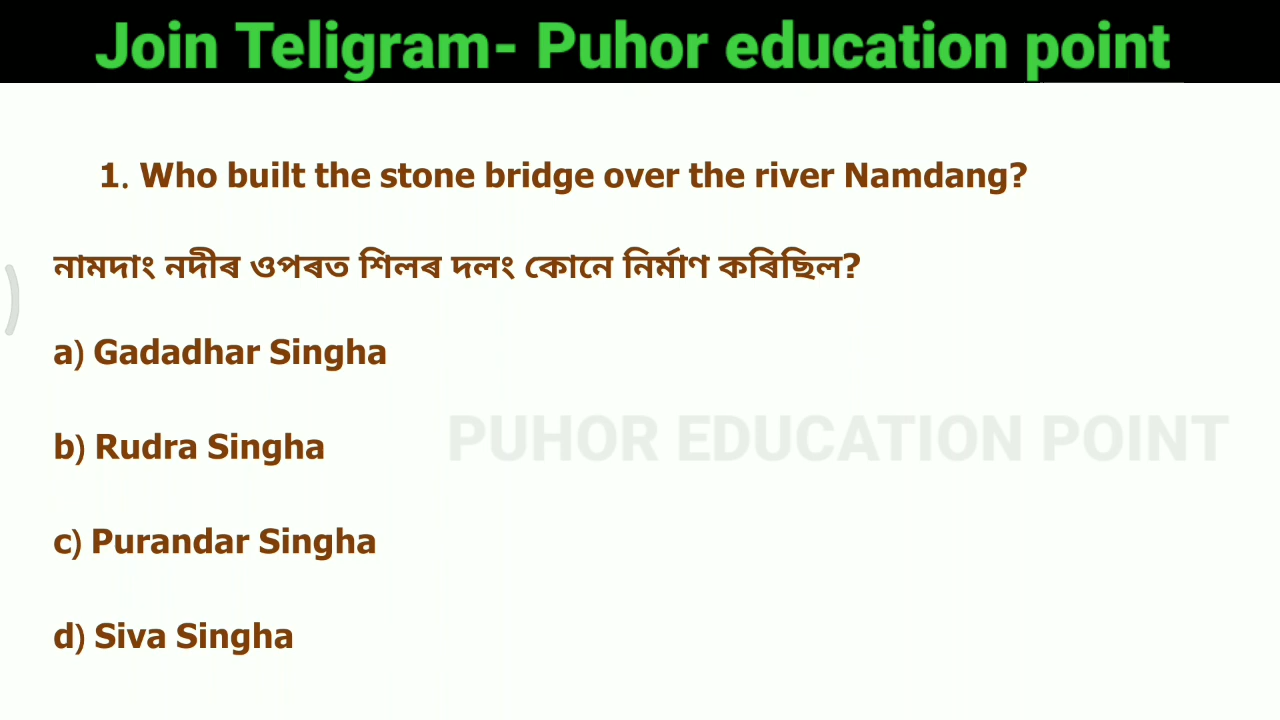 Join Teligram- Puhor education point
1. Who built the stone bridge over the river Namdang?
নামদাং নদীৰ ওপৰত শিলৰ দলং কোনে নিৰ্মাণ কৰিছিল?
a) Gadadhar Singha
b) Rudra Singha
PUHOR EDUCATION POINT
c) Purandar Singha
d) Siva Singha